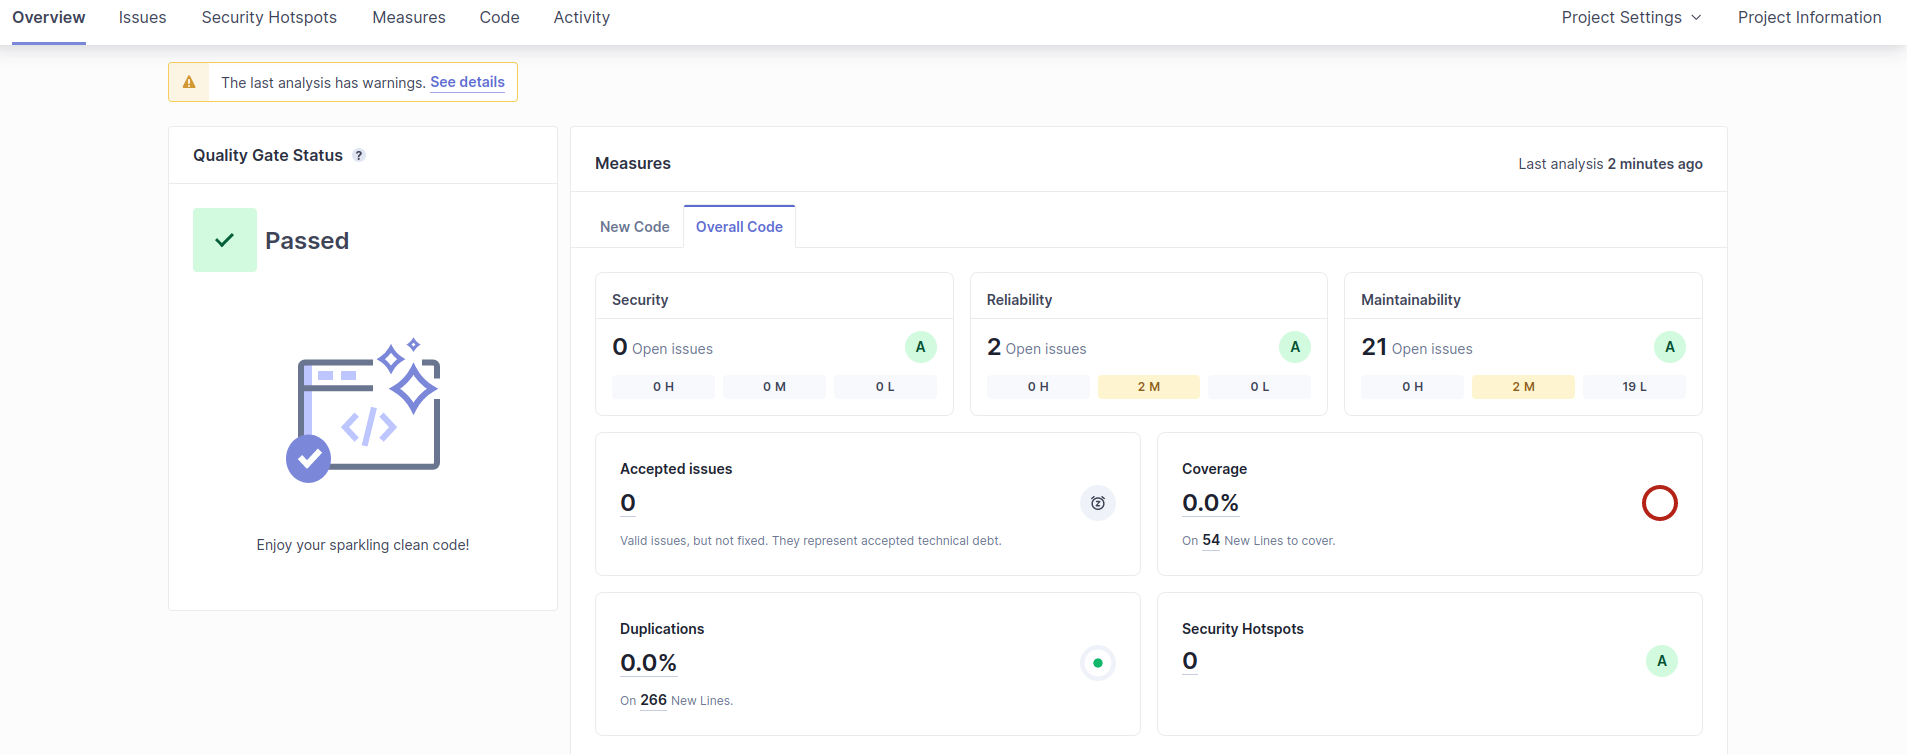 Overview Issues Security Hotspots Measures Code Activity Project Settings Project Information
The last analysis has warnings. See details
Quality Gate Status ?
Passed
Enjoy your sparkling clean code!
Measures
Last analysis 2 minutes ago
New Code Overall Code
Security
0 Open issues A
0 H 0 M 0 L
Reliability
2 Open issues A
0 H 2 M 0 L
Maintainability
21 Open issues A
0 H 2 M 19 L
Accepted issues
0
Valid issues, but not fixed. They represent accepted technical debt.
Coverage
0.0%
On 54 New Lines to cover.
Duplications
0.0%
On 266 New Lines.
Security Hotspots
0 A